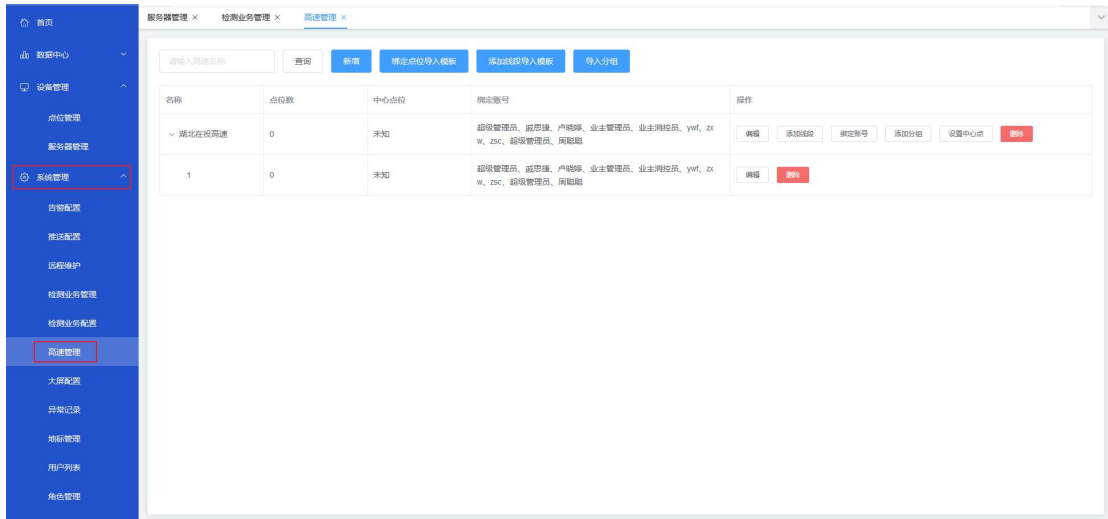 首页
数据中心
设备管理
点位管理
服务器管理
系统管理
告警配置
推送配置
远程维护
检测业务管理
检测业务配置
高速管理
大屏配置
异常记录
地标管理
用户列表
角色管理
服务器管理 × 检测业务管理 × 高速管理 ×
请输入高速名称 查询 新增 绑定点位导入模板 添加线段导入模板 导入分组
名称 点位数 中心点位 绑定账号 操作
湖北在役高速 0 未知 超级管理员、戚思捷、卢晓婷、业主管理员、业主消控员、ywf、zx
w、zsc、超级管理员、周聪聪 编辑 添加线段 绑定账号 添加分组 设置中心点 删除
1 0 未知 超级管理员、戚思捷、卢晓婷、业主管理员、业主消控员、ywf、zx
w、zsc、超级管理员、周聪聪 编辑 删除